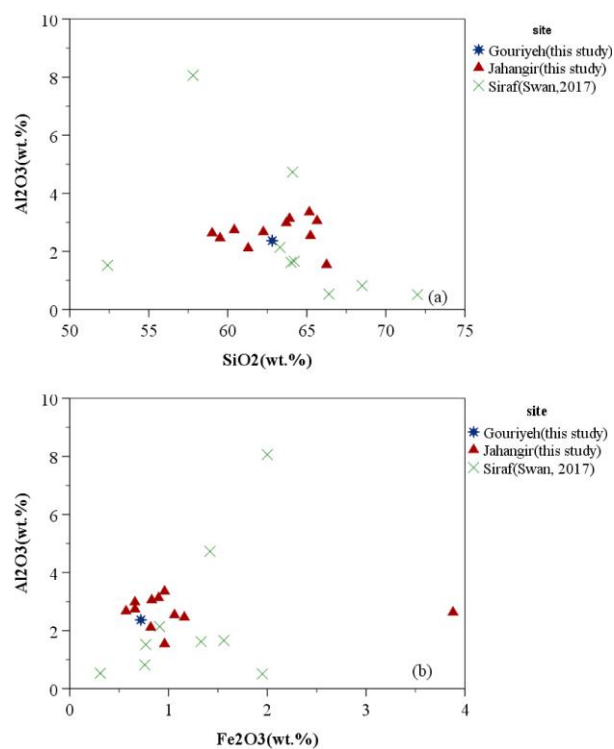 10
8
6
4
2
0
Al2O3(wt.%)
50 55 60 65 70 75
SiO2(wt.%)
(a)
site
Gouriyeh(this study)
Jahangir(this study)
Siraf(Swan,2017)
10
8
6
4
2
0
Al2O3(wt.%)
0 1 2 3 4
Fe2O3(wt.%)
(b)
site
Gouriyeh(this study)
Jahangir(this study)
Siraf(Swan, 2017)